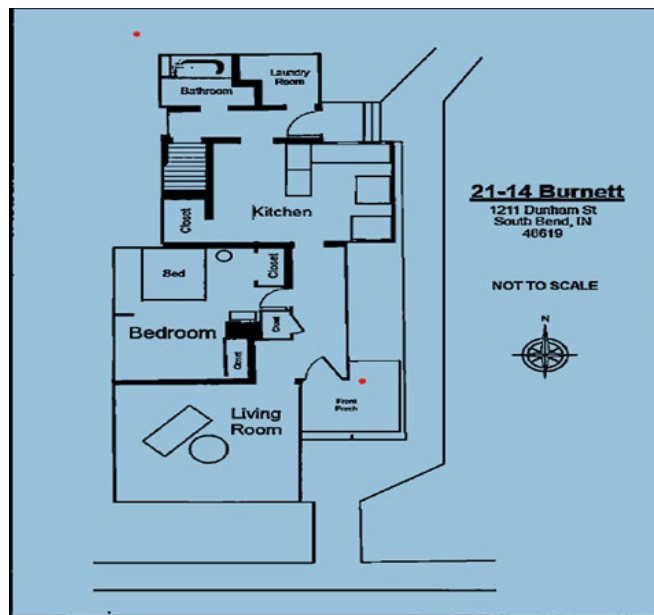 Laundry
Room
Bathroom
21-14 Burnett
1211 Dunham St
South Bend, IN
46619
Kitchen
Closet
Closet
Bed
NOT TO SCALE
N
Bedroom
Closet
Living
Room
Front
Porch